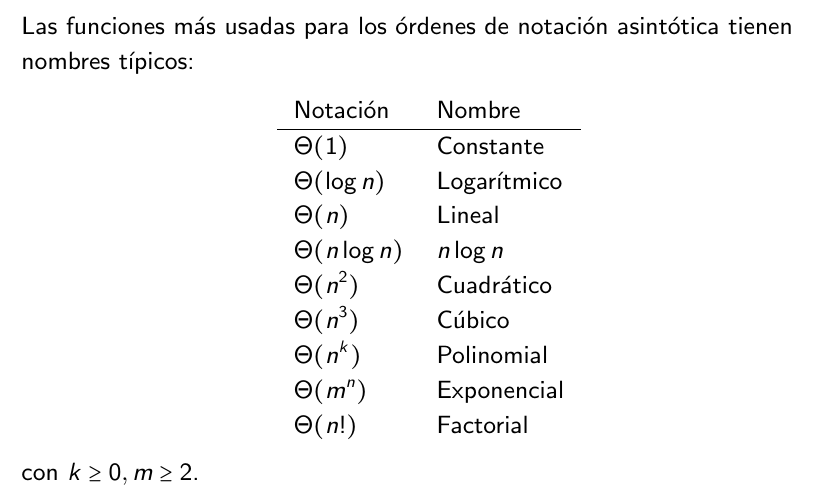 Las funciones más usadas para los órdenes de notación asintótica tienen
nombres típicos:
Notación Nombre
Θ(1) Constante
Θ(log n) Logarítmico
Θ(n) Lineal
Θ(n log n) n log n
Θ(n²) Cuadrático
Θ(n³) Cúbico
Θ(nᵏ) Polinomial
Θ(mⁿ) Exponencial
Θ(n!) Factorial
con k ≥ 0, m ≥ 2.